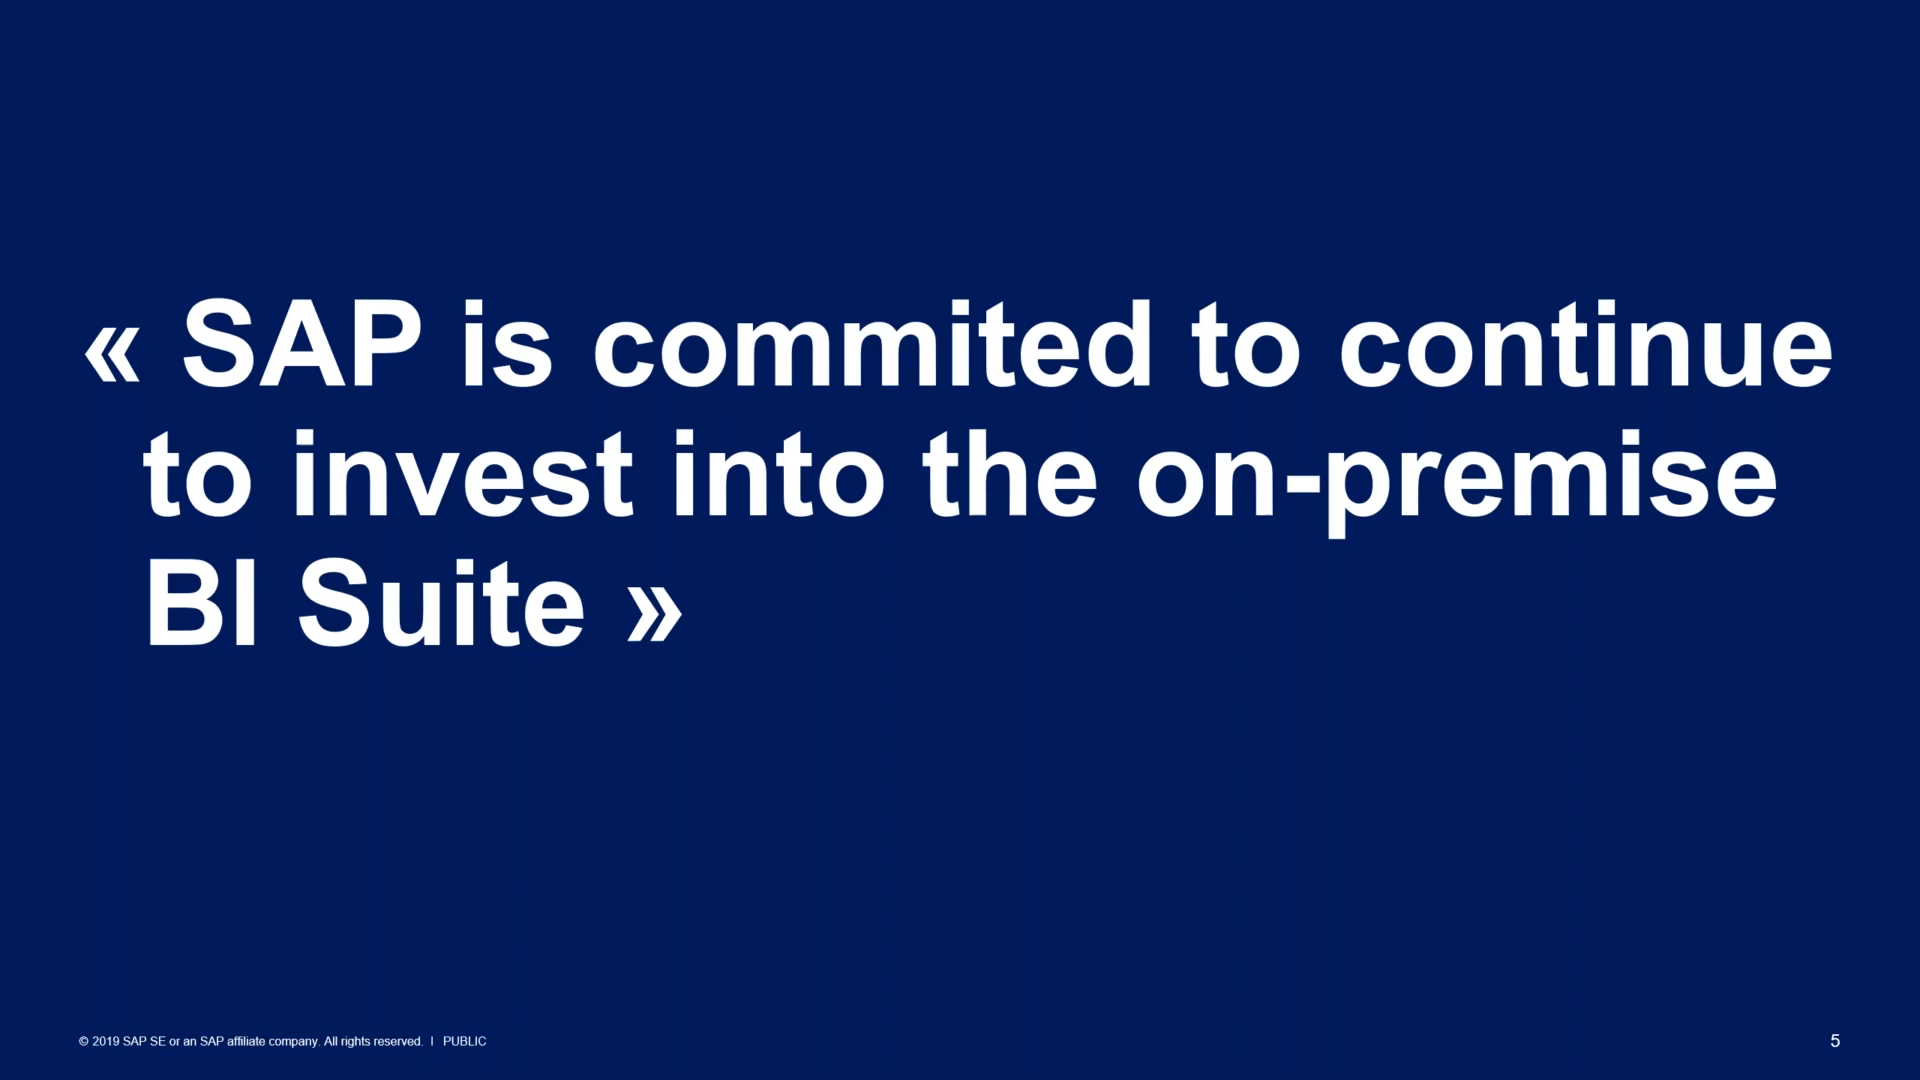 « SAP is commited to continue
to invest into the on-premise
BI Suite »
© 2019 SAP SE or an SAP affiliate company. All rights reserved. I PUBLIC
5